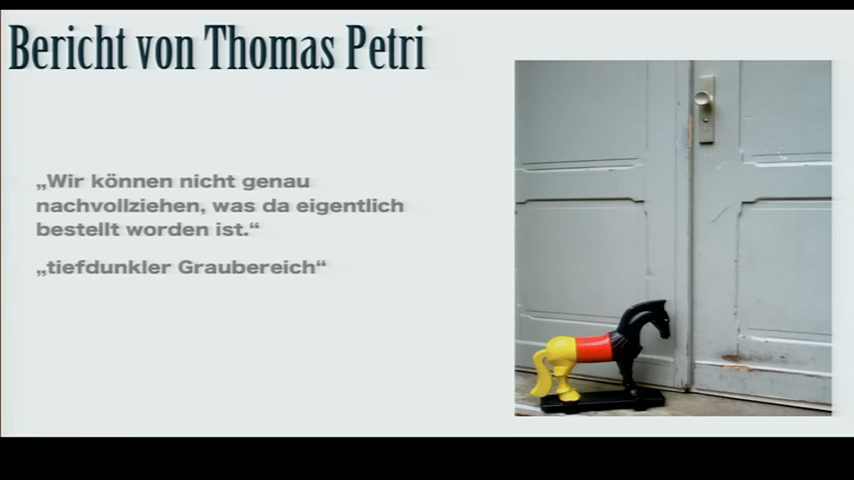 Bericht von Thomas Petri
„Wir können nicht genau
nachvollziehen, was da eigentlich
bestellt worden ist.“
„tiefdunkler Graubereich“